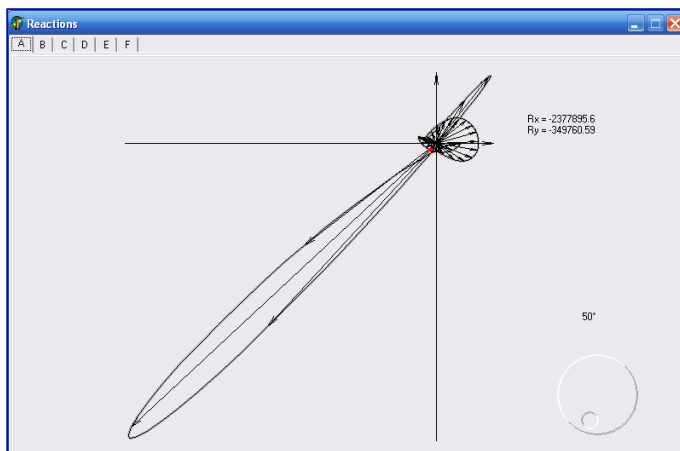 Reactions
A B C D E F
Rx = -2377895.6
Ry = -349760.59
50°